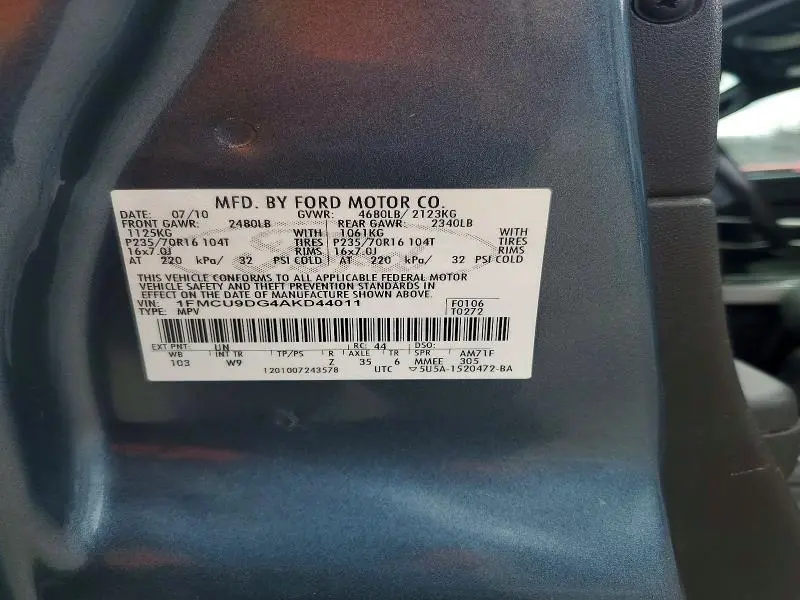 MFD. BY FORD MOTOR CO.
DATE: 07/10 GVWR: 4680LB/ 2123KG
FRONT GAWR: 2480LB REAR GAWR: 2340LB
1125KG WITH 1061KG WITH
P235/70R16 104T TIRES P235/70R16 104T TIRES
16x7.0J RIMS 16x7.0J RIMS
AT 220 kPa/ 32 PSI COLD AT 220 kPa/ 32 PSI COLD
THIS VEHICLE CONFORMS TO ALL APPLICABLE FEDERAL MOTOR
VEHICLE SAFETY AND THEFT PREVENTION STANDARDS IN
EFFECT ON THE DATE OF MANUFACTURE SHOWN ABOVE.
VIN: 1FMCU9DG4AKD44011 F0106
TYPE: MPV T0272
EXT PNT: UN RC: 44 DSO:
WB INT TR TP/PS R AXLE TR SPR AM71F
103 W9 Z 35 6 MMEE 305
1201007243578 UTC ▽5U5A-1520472-BA